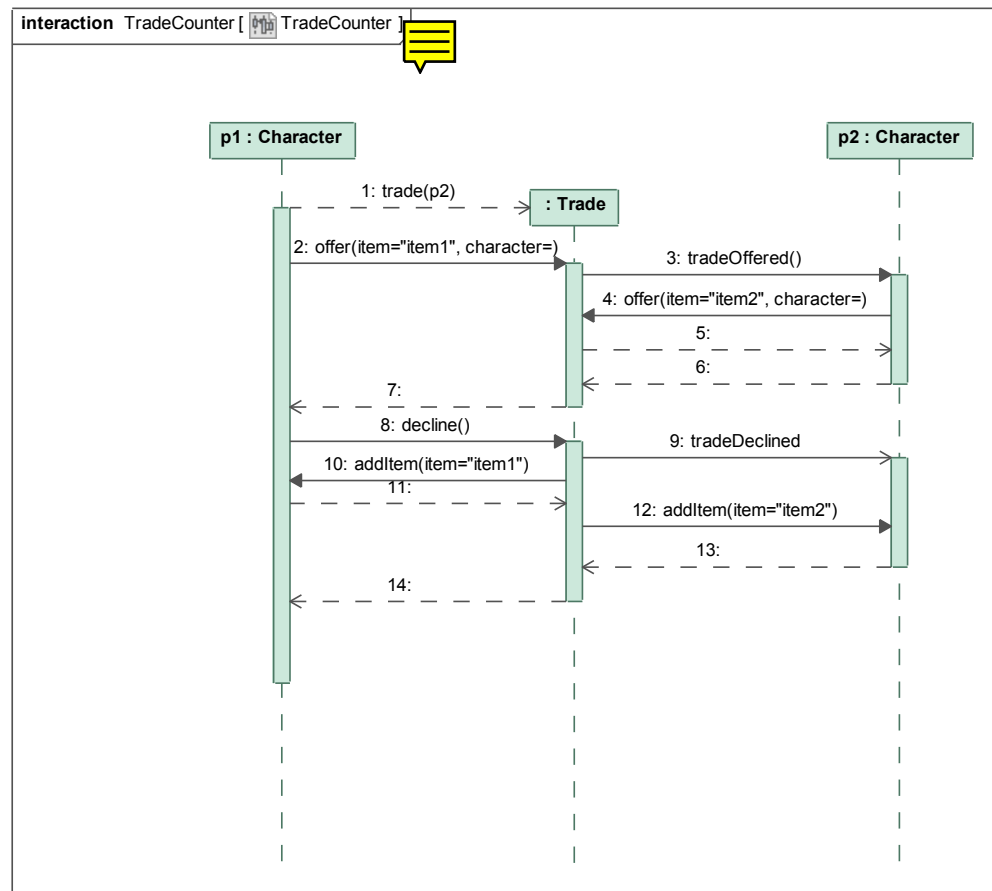 interaction TradeCounter [ TradeCounter ]
p1 : Character
p2 : Character
1: trade(p2)
: Trade
2: offer(item="item1", character=)
3: tradeOffered()
4: offer(item="item2", character=)
5:
6:
7:
8: decline()
9: tradeDeclined
10: addItem(item="item1")
11:
12: addItem(item="item2")
13:
14: